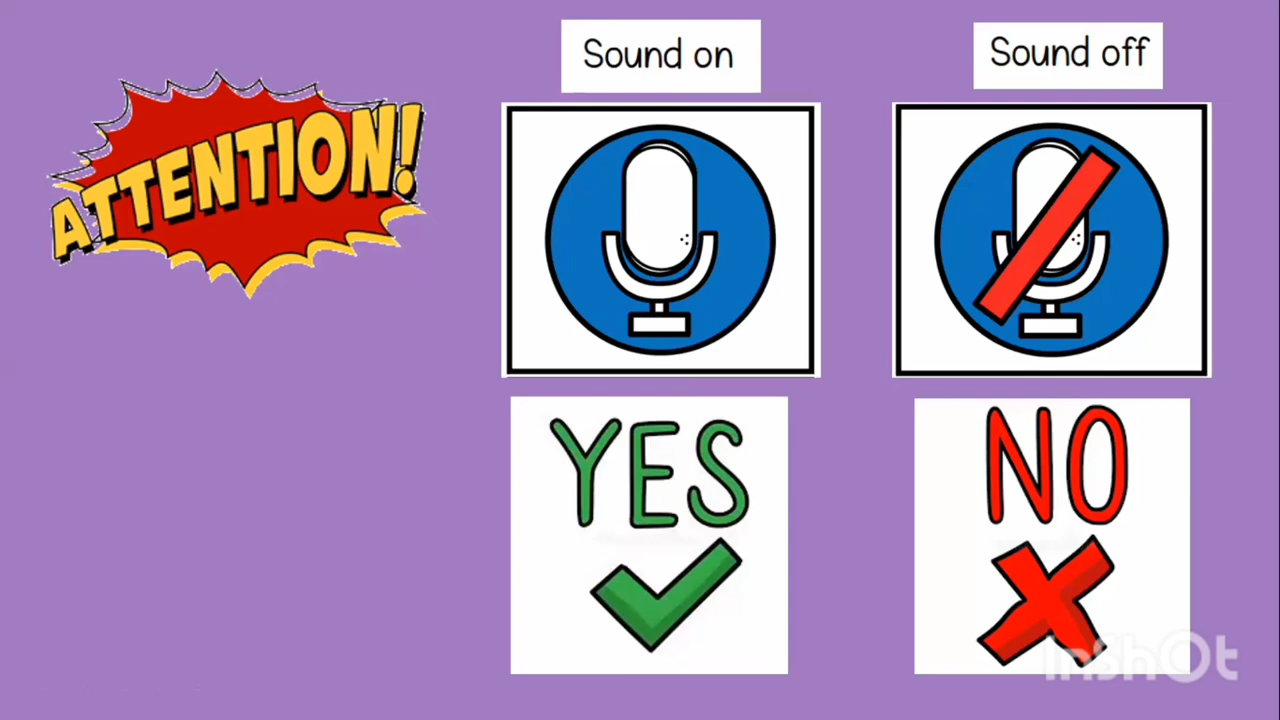 ATTENTION!
Sound on
Sound off
YES
NO
InShOt